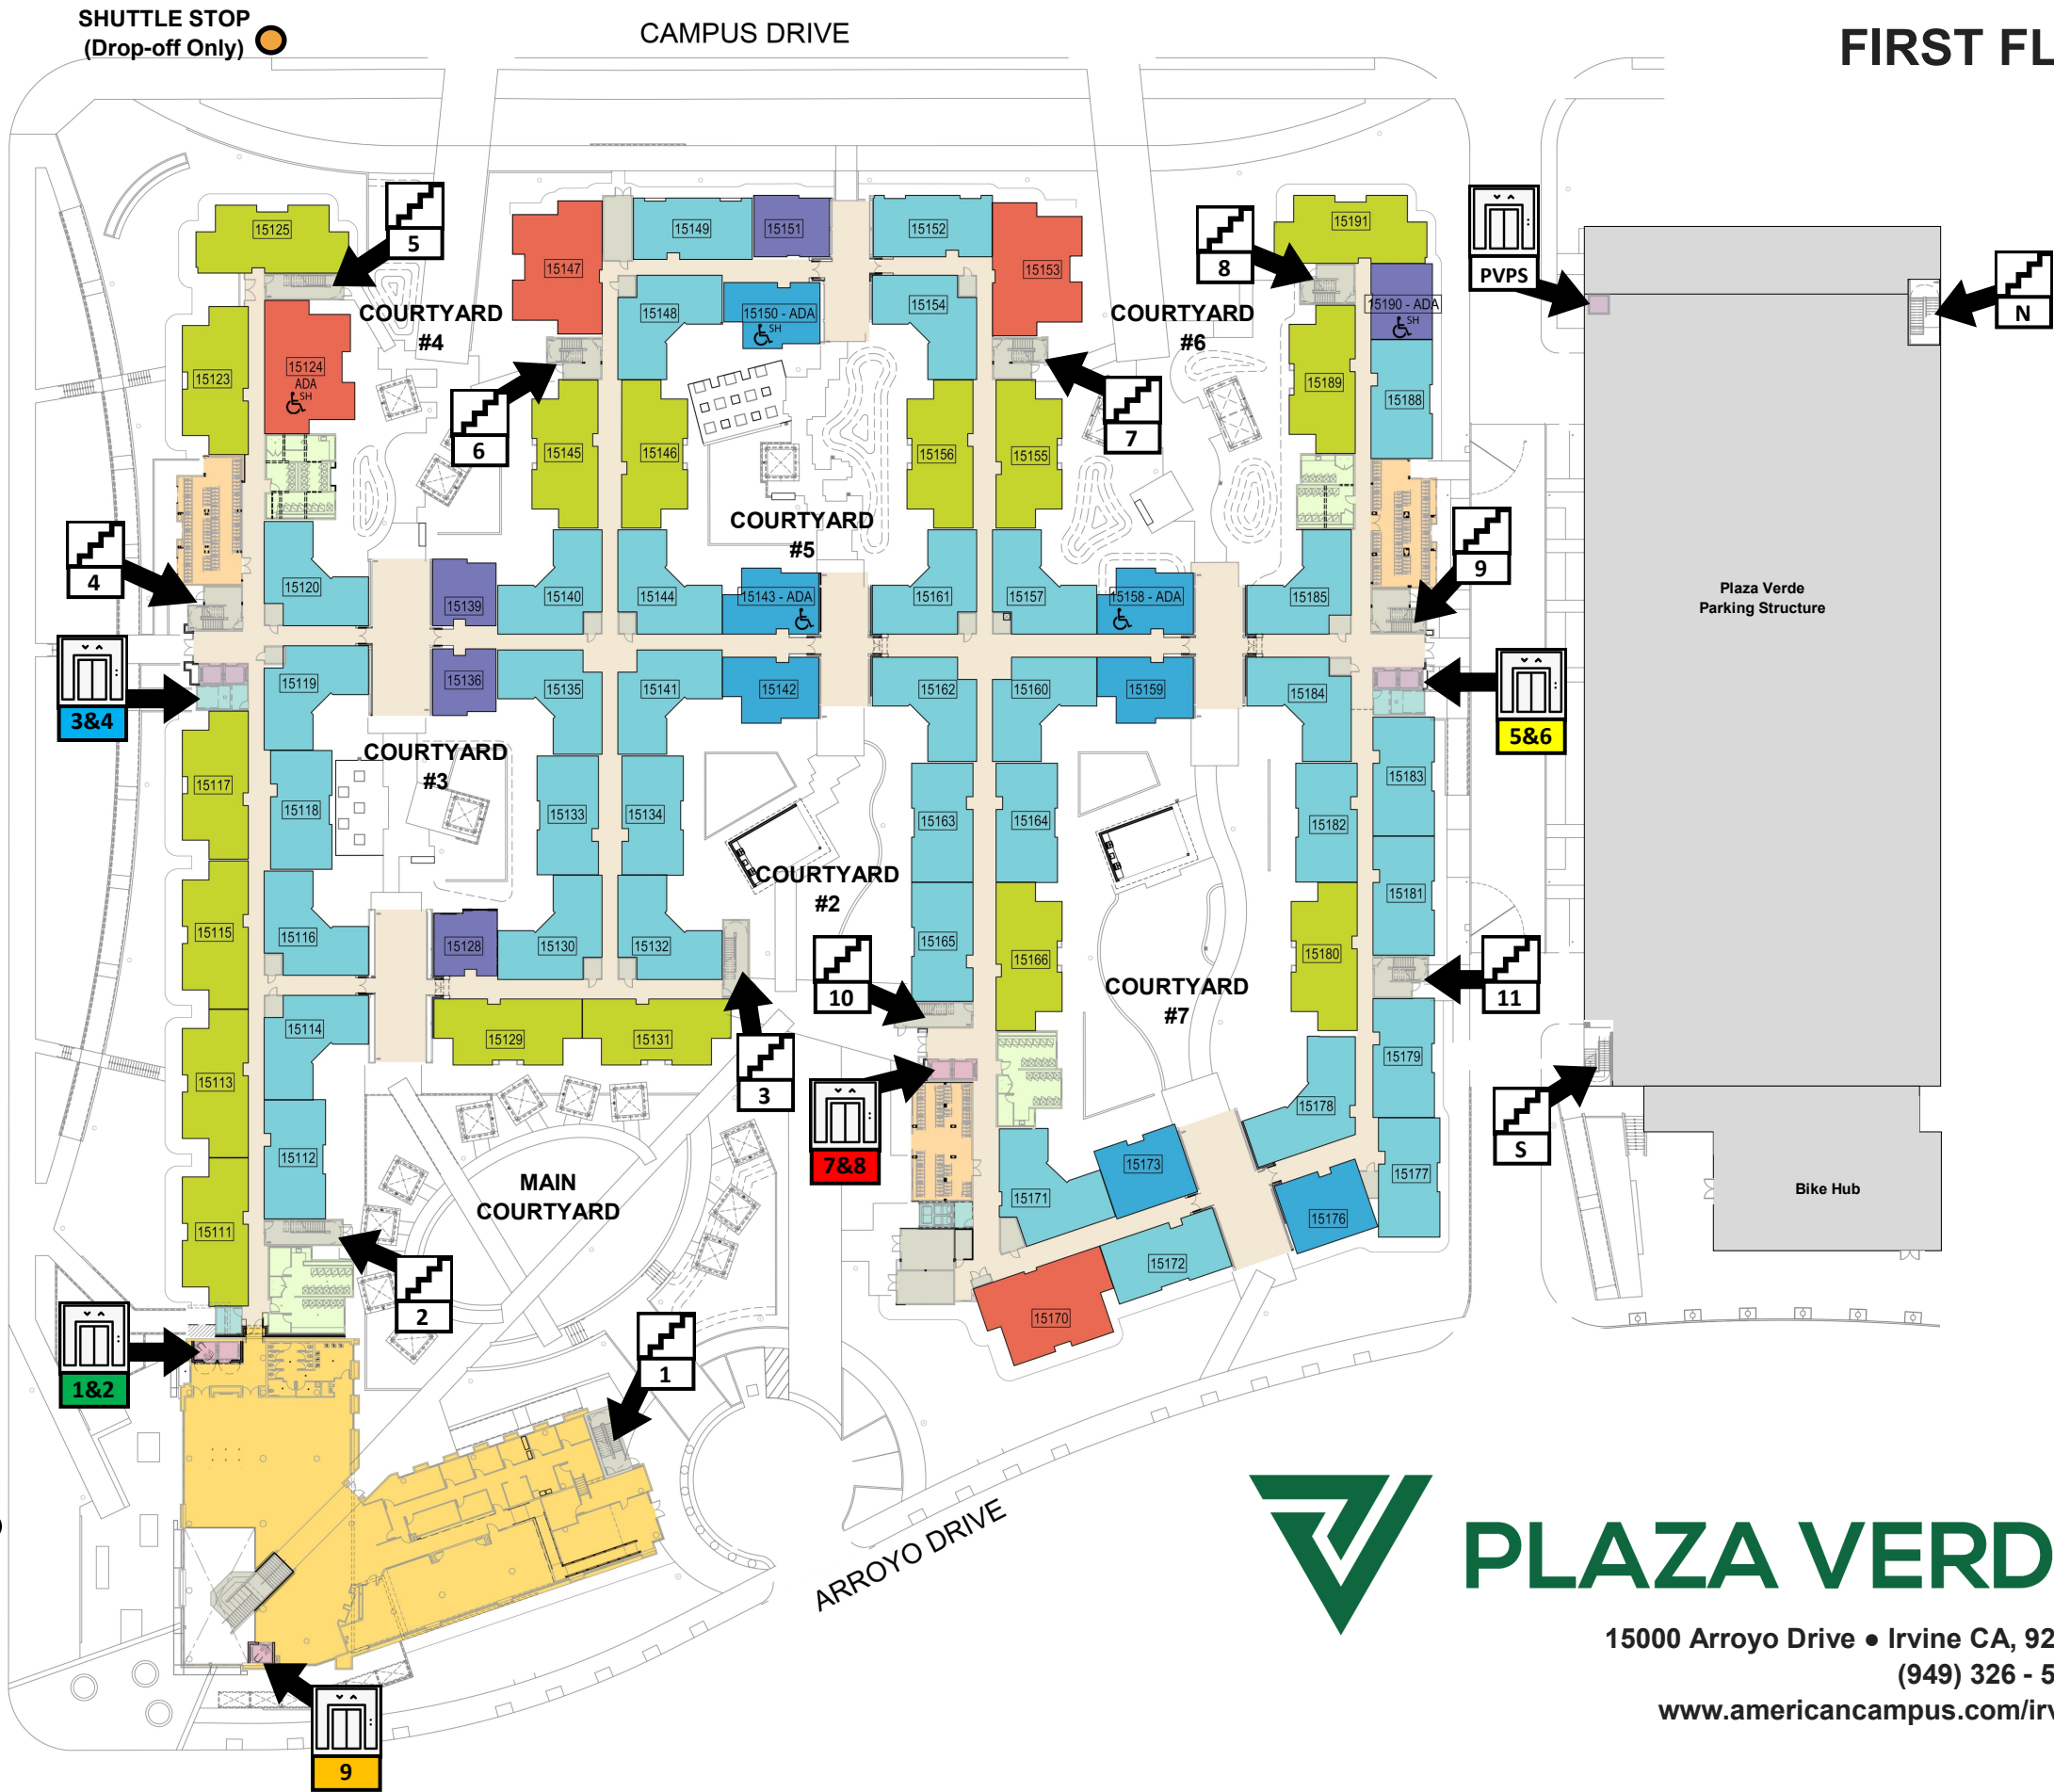 SHUTTLE STOP
(Drop-off Only)
CAMPUS DRIVE
FIRST FL
5
8
PVPS
N
15125
15149
15151
15152
15191
15147
15153
COURTYARD
#4
15148
15150 - ADA
SH
15154
COURTYARD
#6
15190 - ADA
SH
15123
15124
ADA
SH
15189
15188
6
7
15145
15146
15156
15155
COURTYARD
#5
4
9
15120
15139
15140
15144
15143 - ADA
15161
15157
15158 - ADA
15185
Plaza Verde
Parking Structure
3&4
15119
15136
15135
15141
15142
15162
15160
15159
15184
5&6
COURTYARD
#3
15117
15118
15133
15134
15163
15164
15182
15183
COURTYARD
#2
15181
15115
15116
15128
15130
15132
15165
15166
15180
10
COURTYARD
#7
11
15114
15129
15131
15113
3
15179
7&8
15178
S
15112
MAIN
COURTYARD
15171
15173
15177
Bike Hub
15111
15176
15172
2
15170
1&2
1
ARROYO DRIVE
PLAZA VERD
15000 Arroyo Drive ● Irvine CA, 92
(949) 326 - 5
www.americancampus.com/irv
9